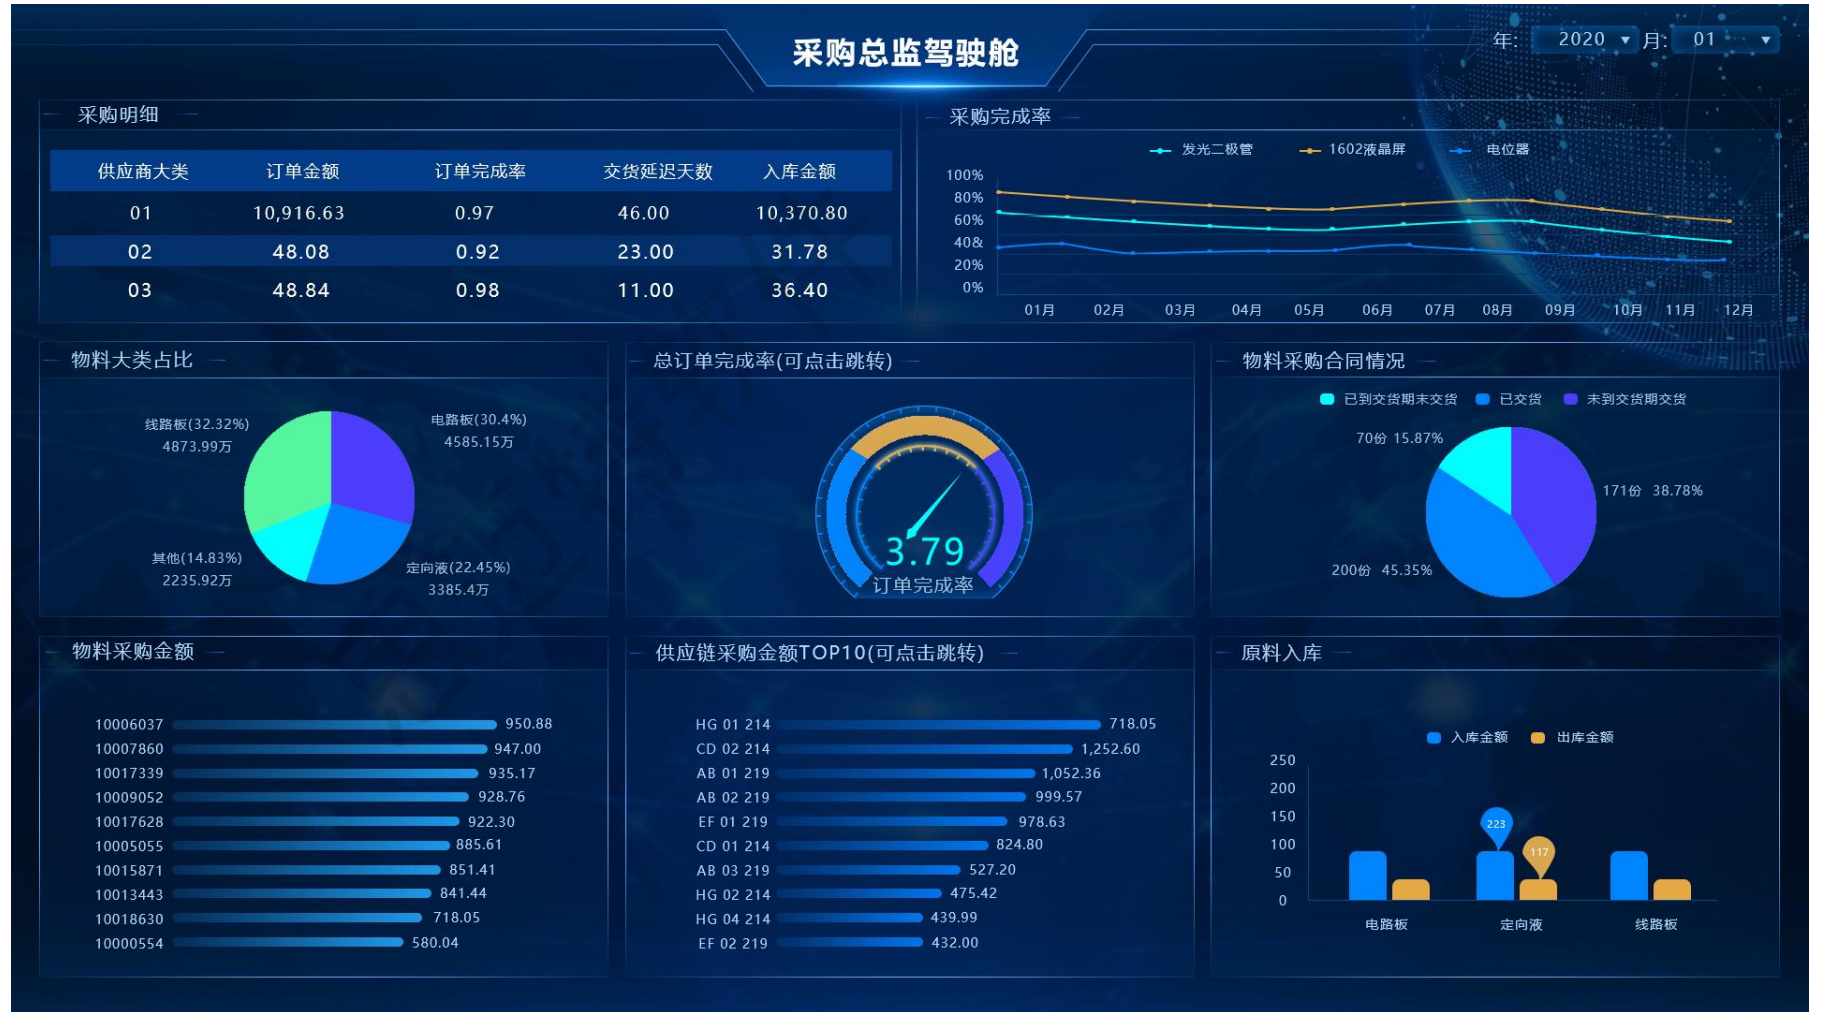 采购总监驾驶舱
年: 2020 ▼ 月: 01 ▼
采购明细
供应商大类 订单金额 订单完成率 交货延迟天数 入库金额
01 10,916.63 0.97 46.00 10,370.80
02 48.08 0.92 23.00 31.78
03 48.84 0.98 11.00 36.40
采购完成率
发光二极管 1602液晶屏 电位器
100%
80%
60%
40&
20%
0%
01月 02月 03月 04月 05月 06月 07月 08月 09月 10月 11月 12月
物料大类占比
线路板(32.32%)
4873.99万
电路板(30.4%)
4585.15万
其他(14.83%)
2235.92万
定向液(22.45%)
3385.4万
总订单完成率(可点击跳转)
3.79
订单完成率
物料采购合同情况
已到交货期未交货 已交货 未到交货期交货
70份 15.87%
171份 38.78%
200份 45.35%
物料采购金额
10006037 950.88
10007860 947.00
10017339 935.17
10009052 928.76
10017628 922.30
10005055 885.61
10015871 851.41
10013443 841.44
10018630 718.05
10000554 580.04
供应链采购金额TOP10(可点击跳转)
HG 01 214 718.05
CD 02 214 1,252.60
AB 01 219 1,052.36
AB 02 219 999.57
EF 01 219 978.63
CD 01 214 824.80
AB 03 219 527.20
HG 02 214 475.42
HG 04 214 439.99
EF 02 219 432.00
原料入库
入库金额 出库金额
250
200
150
100
50
0
223
117
电路板 定向液 线路板